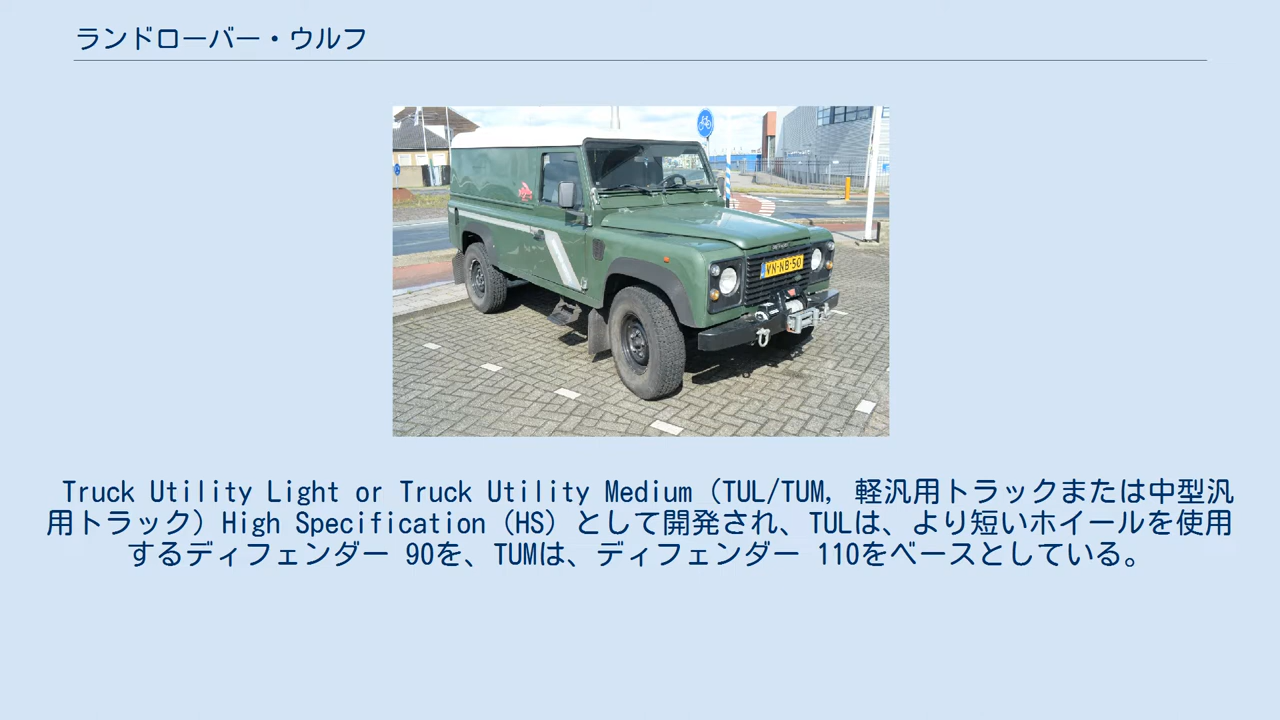 ランドローバー・ウルフ
VN-NB-50
Truck Utility Light or Truck Utility Medium (TUL/TUM, 軽汎用トラックまたは中型汎
用トラック) High Specification (HS) として開発され、TULは、より短いホイールを使用
するディフェンダー 90を、TUMは、ディフェンダー 110をベースとしている。